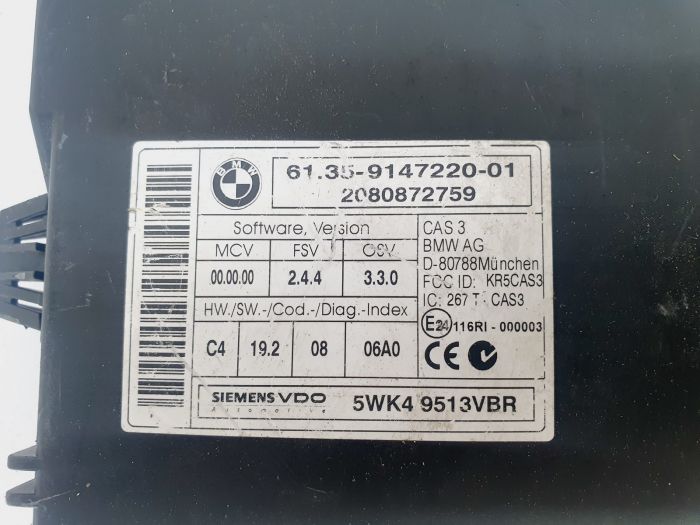 BMW
61.35-9147220-01
2080872759
Software, Version
MCV FSV OSV
00.00.00 2.4.4 3.3.0
HW./SW.-/Cod.-/Diag.-Index
C4 19.2 08 06A0
CAS 3
BMW AG
D-80788München
FCC ID: KR5CAS3
IC: 267 T- CAS3
E24 116RI - 000003
CE
SIEMENS VDO
Automotive
5WK4 9513VBR